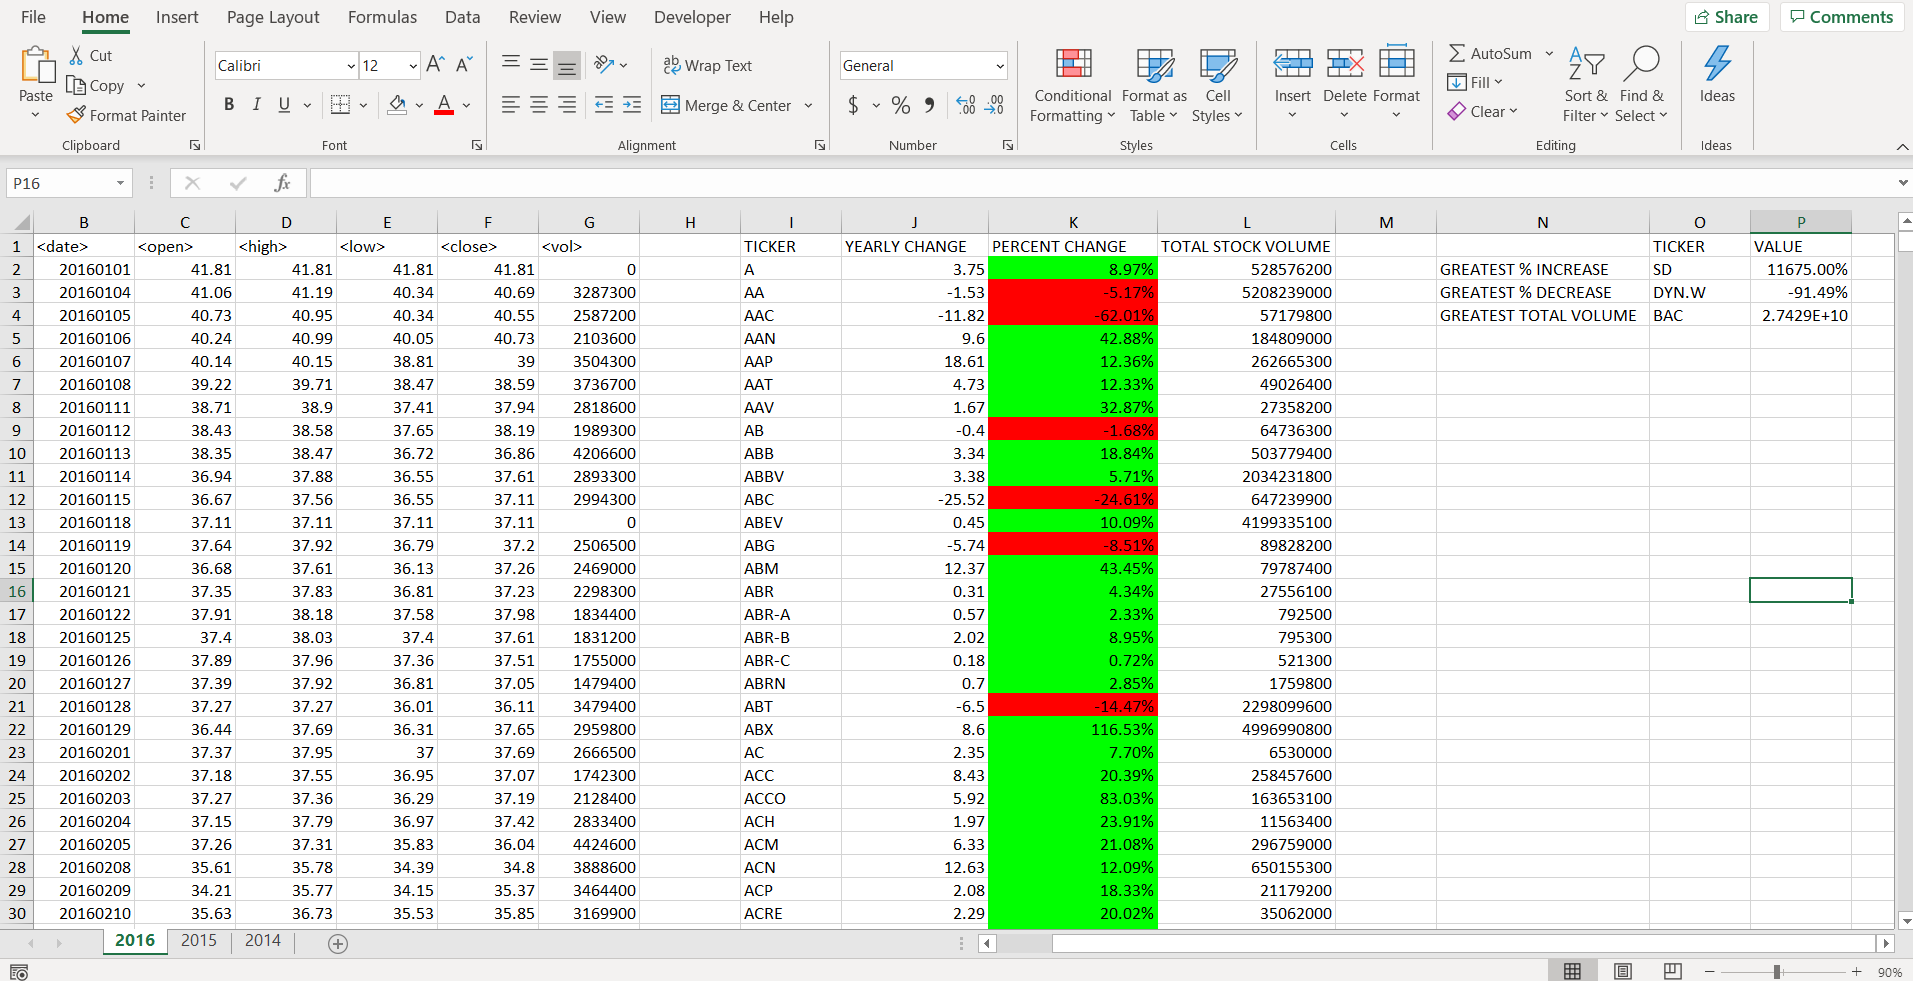 File Home Insert Page Layout Formulas Data Review View Developer Help Share Comments
Cut
Copy
Format Painter
Paste
Clipboard
Calibri 12 A A
B I U A
Font
ab Wrap Text
Merge & Center
Alignment
General
$ % 9 .00 .00
Number
Conditional Formatting
Format as Table
Cell Styles
Styles
Insert Delete Format
Cells
AutoSum
Fill
Clear
Sort & Filter
Find & Select
Editing
Ideas
Ideas
P16 fx
B C D E F G H I J K L M N O P
1 <date> <open> <high> <low> <close> <vol> TICKER YEARLY CHANGE PERCENT CHANGE TOTAL STOCK VOLUME TICKER VALUE
2 20160101 41.81 41.81 41.81 41.81 0 A 3.75 8.97% 528576200 GREATEST % INCREASE SD 11675.00%
3 20160104 41.06 41.19 40.34 40.69 3287300 AA -1.53 -5.17% 5208239000 GREATEST % DECREASE DYN.W -91.49%
4 20160105 40.73 40.95 40.34 40.55 2587200 AAC -11.82 -62.01% 57179800 GREATEST TOTAL VOLUME BAC 2.7429E+10
5 20160106 40.24 40.99 40.05 40.73 2103600 AAN 9.6 42.88% 184809000
6 20160107 40.14 40.15 38.81 39 3504300 AAP 18.61 12.36% 262665300
7 20160108 39.22 39.71 38.47 38.59 3736700 AAT 4.73 12.33% 49026400
8 20160111 38.71 38.9 37.41 37.94 2818600 AAV 1.67 32.87% 27358200
9 20160112 38.43 38.58 37.65 38.19 1989300 AB -0.4 -1.68% 64736300
10 20160113 38.35 38.47 36.72 36.86 4206600 ABB 3.34 18.84% 503779400
11 20160114 36.94 37.88 36.55 37.61 2893300 ABBV 3.38 5.71% 2034231800
12 20160115 36.67 37.56 36.55 37.11 2994300 ABC -25.52 -24.61% 647239900
13 20160118 37.11 37.11 37.11 37.11 0 ABEV 0.45 10.09% 4199335100
14 20160119 37.64 37.92 36.79 37.2 2506500 ABG -5.74 -8.51% 89828200
15 20160120 36.68 37.61 36.13 37.26 2469000 ABM 12.37 43.45% 79787400
16 20160121 37.35 37.83 36.81 37.23 2298300 ABR 0.31 4.34% 27556100
17 20160122 37.91 38.18 37.58 37.98 1834400 ABR-A 0.57 2.33% 792500
18 20160125 37.4 38.03 37.4 37.61 1831200 ABR-B 2.02 8.95% 795300
19 20160126 37.89 37.96 37.36 37.51 1755000 ABR-C 0.18 0.72% 521300
20 20160127 37.39 37.92 36.81 37.05 1479400 ABRN 0.7 2.85% 1759800
21 20160128 37.27 37.27 36.01 36.11 3479400 ABT -6.5 -14.47% 2298099600
22 20160129 36.44 37.69 36.31 37.65 2959800 ABX 8.6 116.53% 4996990800
23 20160201 37.37 37.95 37 37.69 2666500 AC 2.35 7.70% 6530000
24 20160202 37.18 37.55 36.95 37.07 1742300 ACC 8.43 20.39% 258457600
25 20160203 37.27 37.36 36.29 37.19 2128400 ACCO 5.92 83.03% 163653100
26 20160204 37.15 37.79 36.97 37.42 2833400 ACH 1.97 23.91% 11563400
27 20160205 37.26 37.31 35.83 36.04 4424600 ACM 6.33 21.08% 296759000
28 20160208 35.61 35.78 34.39 34.8 3888600 ACN 12.63 12.09% 650155300
29 20160209 34.21 35.77 34.15 35.37 3464400 ACP 2.08 18.33% 21179200
30 20160210 35.63 36.73 35.53 35.85 3169900 ACRE 2.29 20.02% 35062000
2016 2015 2014
90%